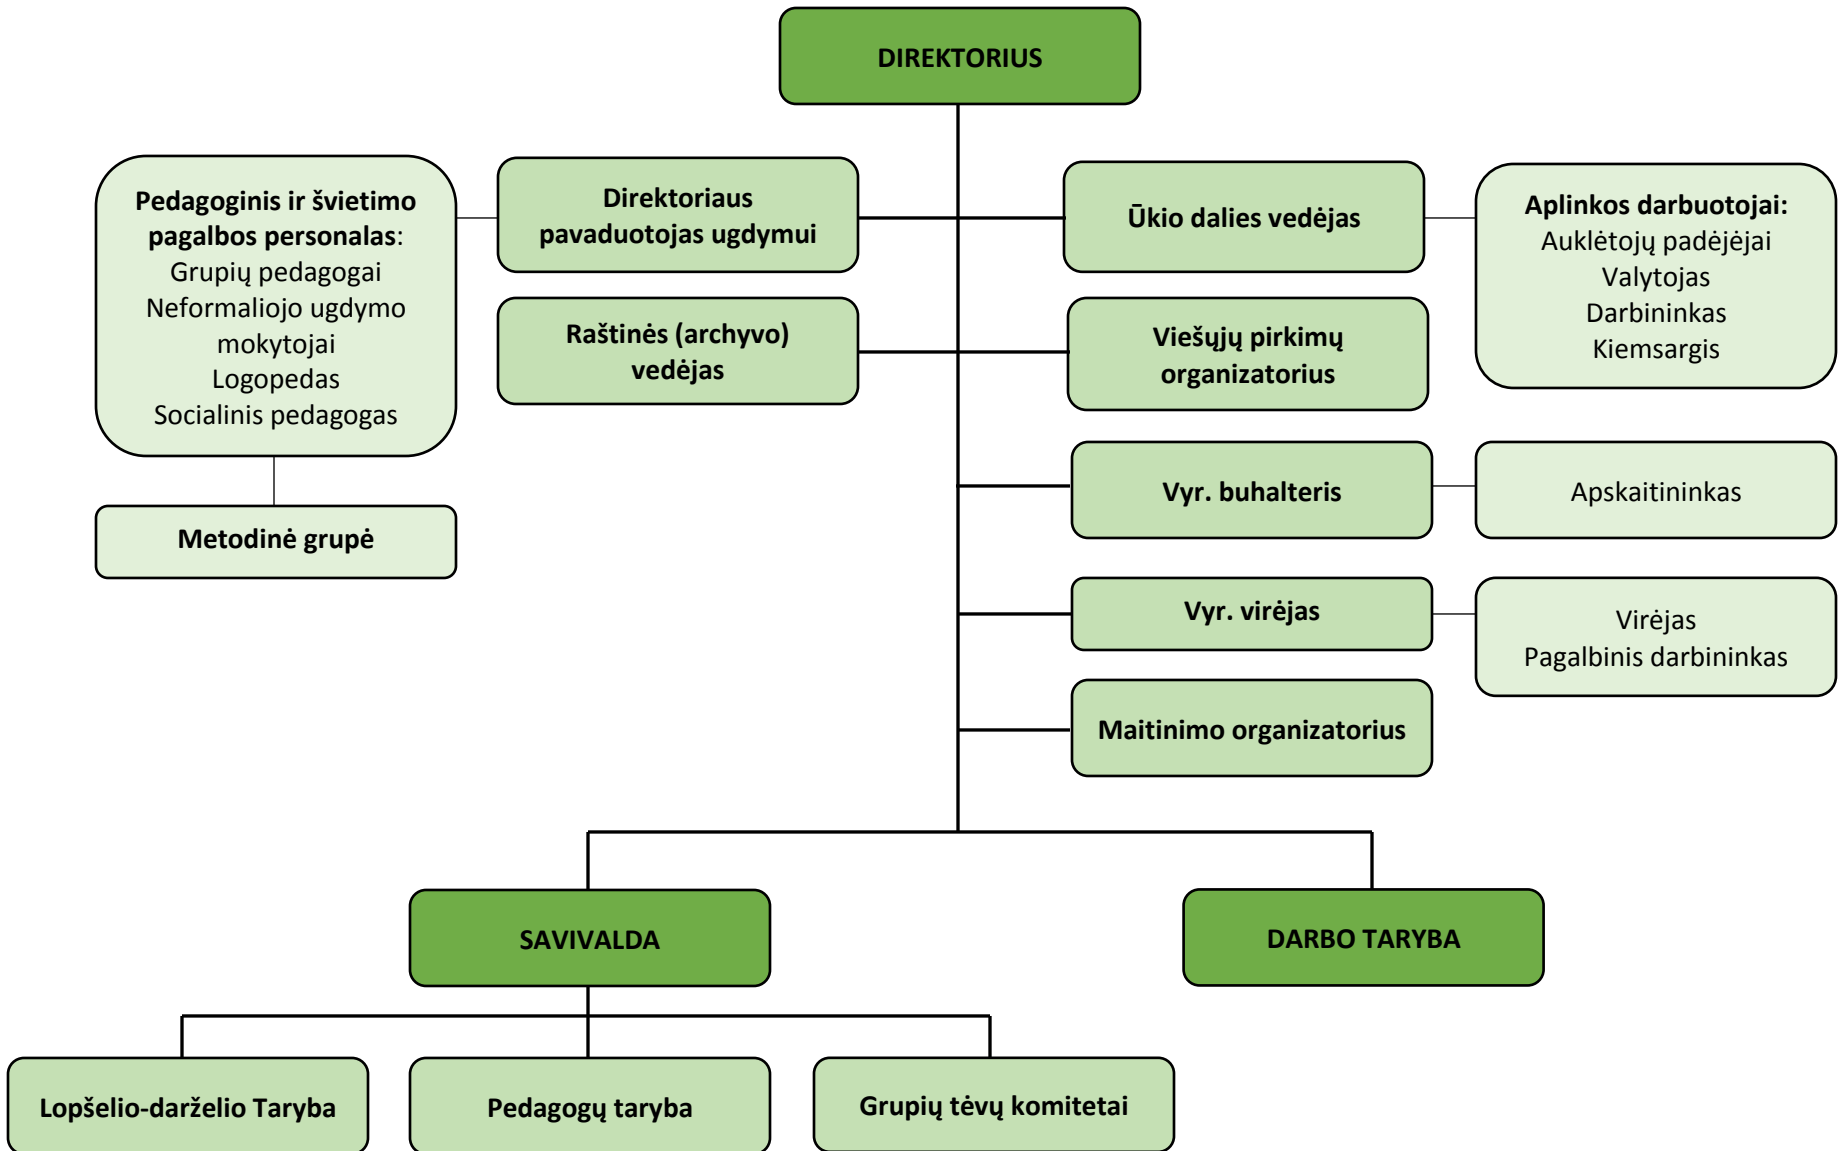 DIREKTORIUS
Pedagoginis ir švietimo
pagalbos personalas:
Grupių pedagogai
Neformaliojo ugdymo
mokytojai
Logopedas
Socialinis pedagogas
Metodinė grupė
Direktoriaus
pavaduotojas ugdymui
Raštinės (archyvo)
vedėjas
Ūkio dalies vedėjas
Aplinkos darbuotojai:
Auklėtojų padėjėjai
Valytojas
Darbininkas
Kiemsargis
Viešųjų pirkimų
organizatorius
Vyr. buhalteris
Apskaitininkas
Vyr. virėjas
Virėjas
Pagalbinis darbininkas
Maitinimo organizatorius
SAVIVALDA
DARBO TARYBA
Lopšelio-darželio Taryba
Pedagogų taryba
Grupių tėvų komitetai